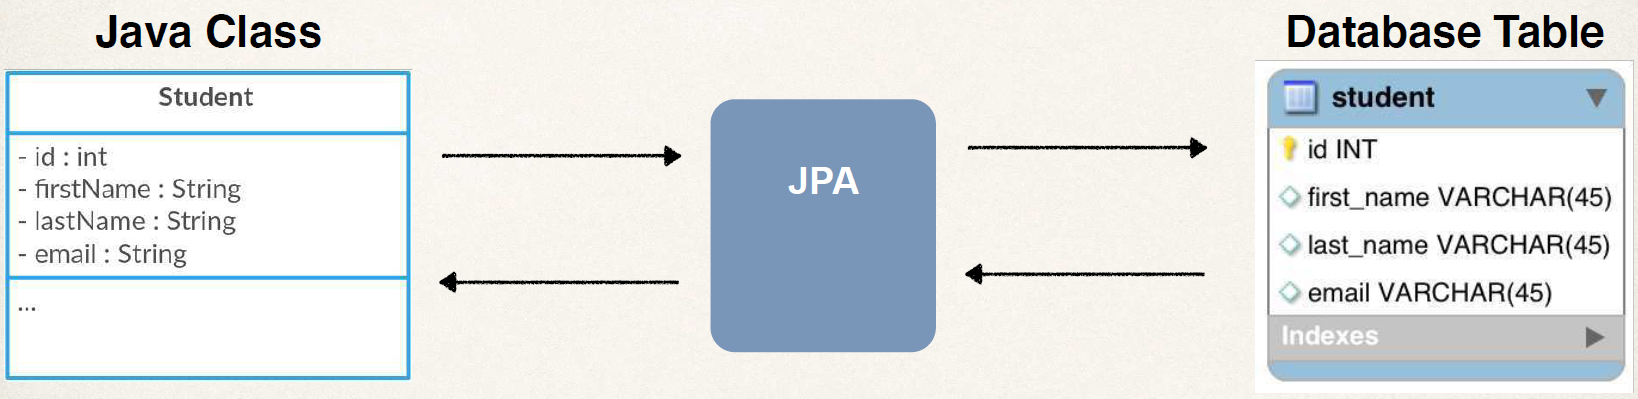 Java Class
Student
- id : int
- firstName : String
- lastName : String
- email : String
...
JPA
Database Table
student
id INT
first_name VARCHAR(45)
last_name VARCHAR(45)
email VARCHAR(45)
Indexes